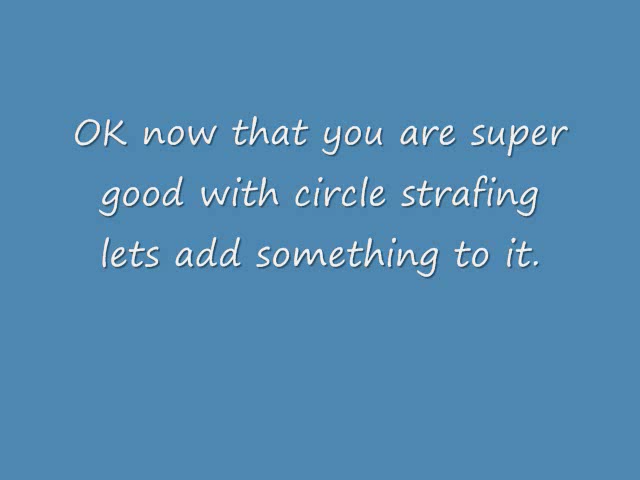 OK now that you are super
good with circle strafing
lets add something to it.